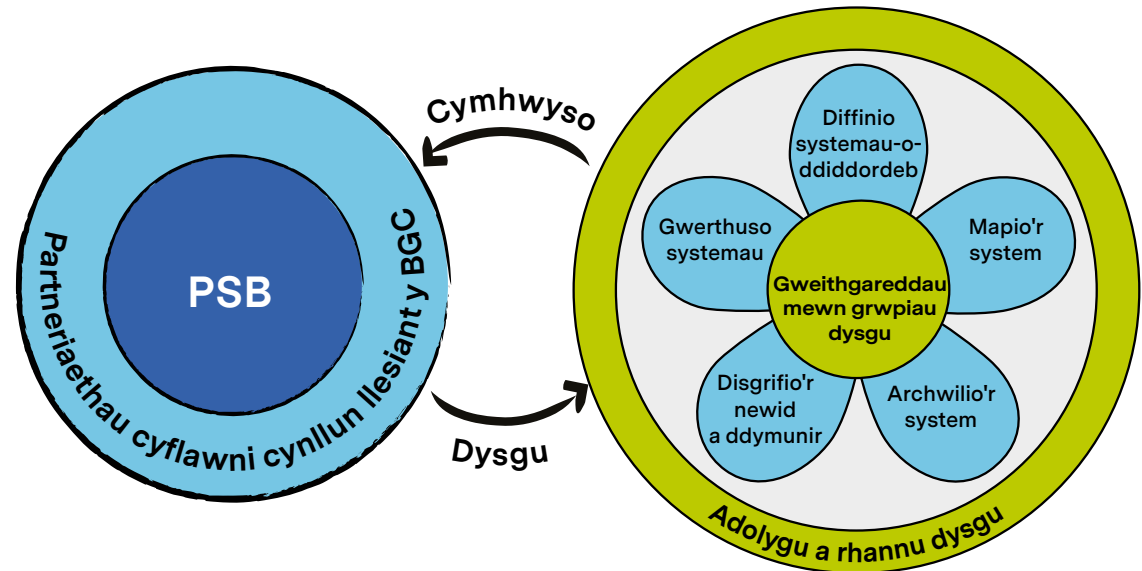 PSB
Partneriaethau cyflawni cynllun llesiant y BGC
Cymhwyso
Dysgu
Diffinio
systemau-o-
ddiddordeb
Mapio'r
system
Archwilio'r
system
Disgrifio'r
newid
a ddymunir
Gwerthuso
systemau
Gweithgareddau
mewn grwpiau
dysgu
Adolygu a rhannu dysgu